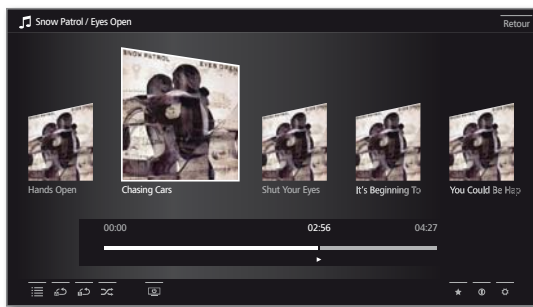 Snow Patrol / Eyes Open
Retour
SNOW PATROL EYES OPEN
Hands Open
Chasing Cars
Shut Your Eyes
It's Beginning To
You Could Be Hap
00:00 02:56 04:27